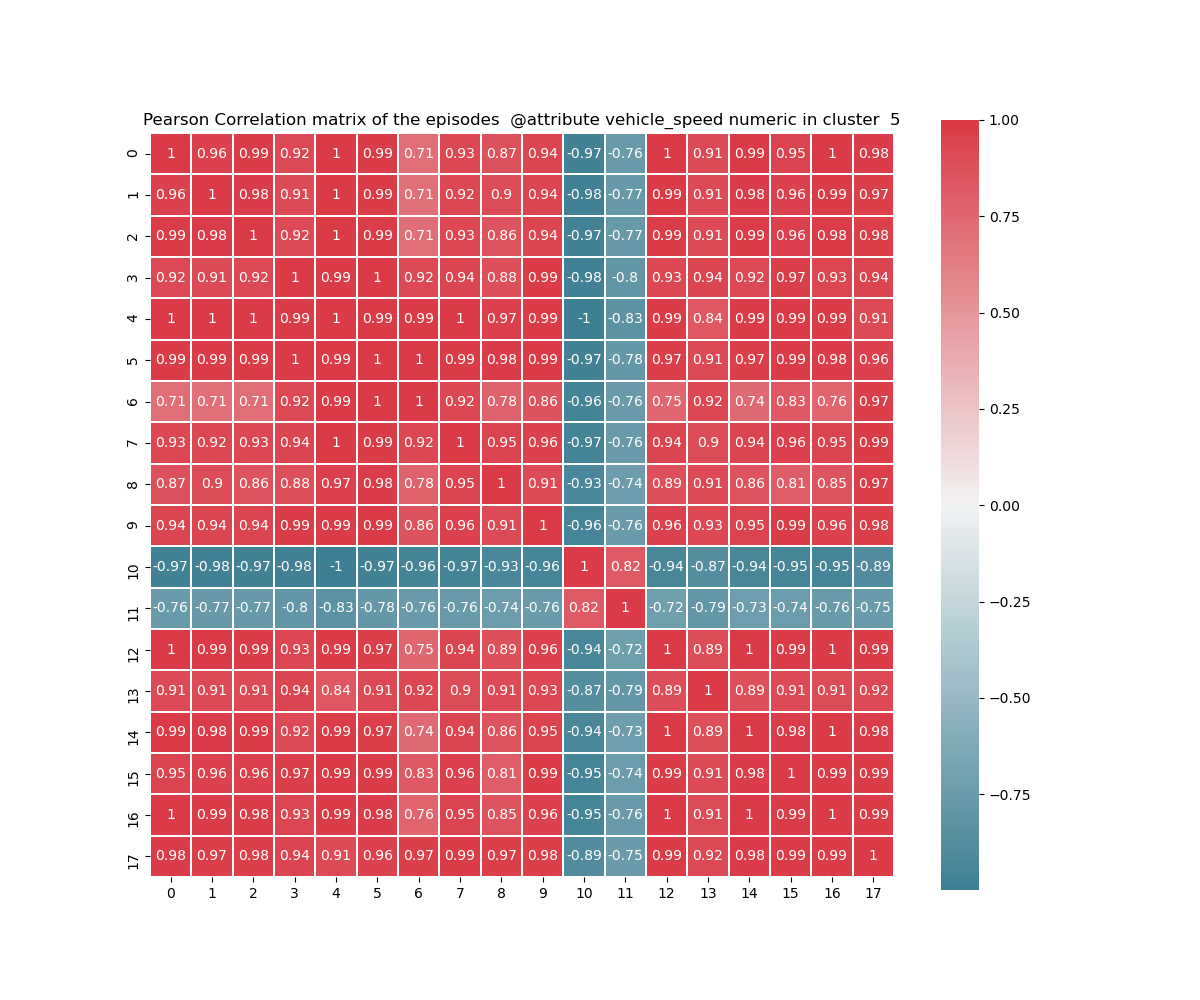 Pearson Correlation matrix of the episodes  @attribute vehicle_speed numeric in cluster  5
0 1 0.96 0.99 0.92 1 0.99 0.71 0.93 0.87 0.94 -0.97 -0.76 1 0.91 0.99 0.95 1 0.98
1 0.96 1 0.98 0.91 1 0.99 0.71 0.92 0.9 0.94 -0.98 -0.77 0.99 0.91 0.98 0.96 0.99 0.97
2 0.99 0.98 1 0.92 1 0.99 0.71 0.93 0.86 0.94 -0.97 -0.77 0.99 0.91 0.99 0.96 0.98 0.98
3 0.92 0.91 0.92 1 0.99 1 0.92 0.94 0.88 0.99 -0.98 -0.8 0.93 0.94 0.92 0.97 0.93 0.94
4 1 1 1 0.99 1 0.99 0.99 1 0.97 0.99 -1 -0.83 0.99 0.84 0.99 0.99 0.99 0.91
5 0.99 0.99 0.99 1 0.99 1 1 0.99 0.98 0.99 -0.97 -0.78 0.97 0.91 0.97 0.99 0.98 0.96
6 0.71 0.71 0.71 0.92 0.99 1 1 0.92 0.78 0.86 -0.96 -0.76 0.75 0.92 0.74 0.83 0.76 0.97
7 0.93 0.92 0.93 0.94 1 0.99 0.92 1 0.95 0.96 -0.97 -0.76 0.94 0.9 0.94 0.96 0.95 0.99
8 0.87 0.9 0.86 0.88 0.97 0.98 0.78 0.95 1 0.91 -0.93 -0.74 0.89 0.91 0.86 0.81 0.85 0.97
9 0.94 0.94 0.94 0.99 0.99 0.99 0.86 0.96 0.91 1 -0.96 -0.76 0.96 0.93 0.95 0.99 0.96 0.98
10 -0.97 -0.98 -0.97 -0.98 -1 -0.97 -0.96 -0.97 -0.93 -0.96 1 0.82 -0.94 -0.87 -0.94 -0.95 -0.95 -0.89
11 -0.76 -0.77 -0.77 -0.8 -0.83 -0.78 -0.76 -0.76 -0.74 -0.76 0.82 1 -0.72 -0.79 -0.73 -0.74 -0.76 -0.75
12 1 0.99 0.99 0.93 0.99 0.97 0.75 0.94 0.89 0.96 -0.94 -0.72 1 0.89 1 0.99 1 0.99
13 0.91 0.91 0.91 0.94 0.84 0.91 0.92 0.9 0.91 0.93 -0.87 -0.79 0.89 1 0.89 0.91 0.91 0.92
14 0.99 0.98 0.99 0.92 0.99 0.97 0.74 0.94 0.86 0.95 -0.94 -0.73 1 0.89 1 0.98 1 0.98
15 0.95 0.96 0.96 0.97 0.99 0.99 0.83 0.96 0.81 0.99 -0.95 -0.74 0.99 0.91 0.98 1 0.99 0.99
16 1 0.99 0.98 0.93 0.99 0.98 0.76 0.95 0.85 0.96 -0.95 -0.76 1 0.91 1 0.99 1 0.99
17 0.98 0.97 0.98 0.94 0.91 0.96 0.97 0.99 0.97 0.98 -0.89 -0.75 0.99 0.92 0.98 0.99 0.99 1
0 1 2 3 4 5 6 7 8 9 10 11 12 13 14 15 16 17
1.00
0.75
0.50
0.25
0.00
−0.25
−0.50
−0.75